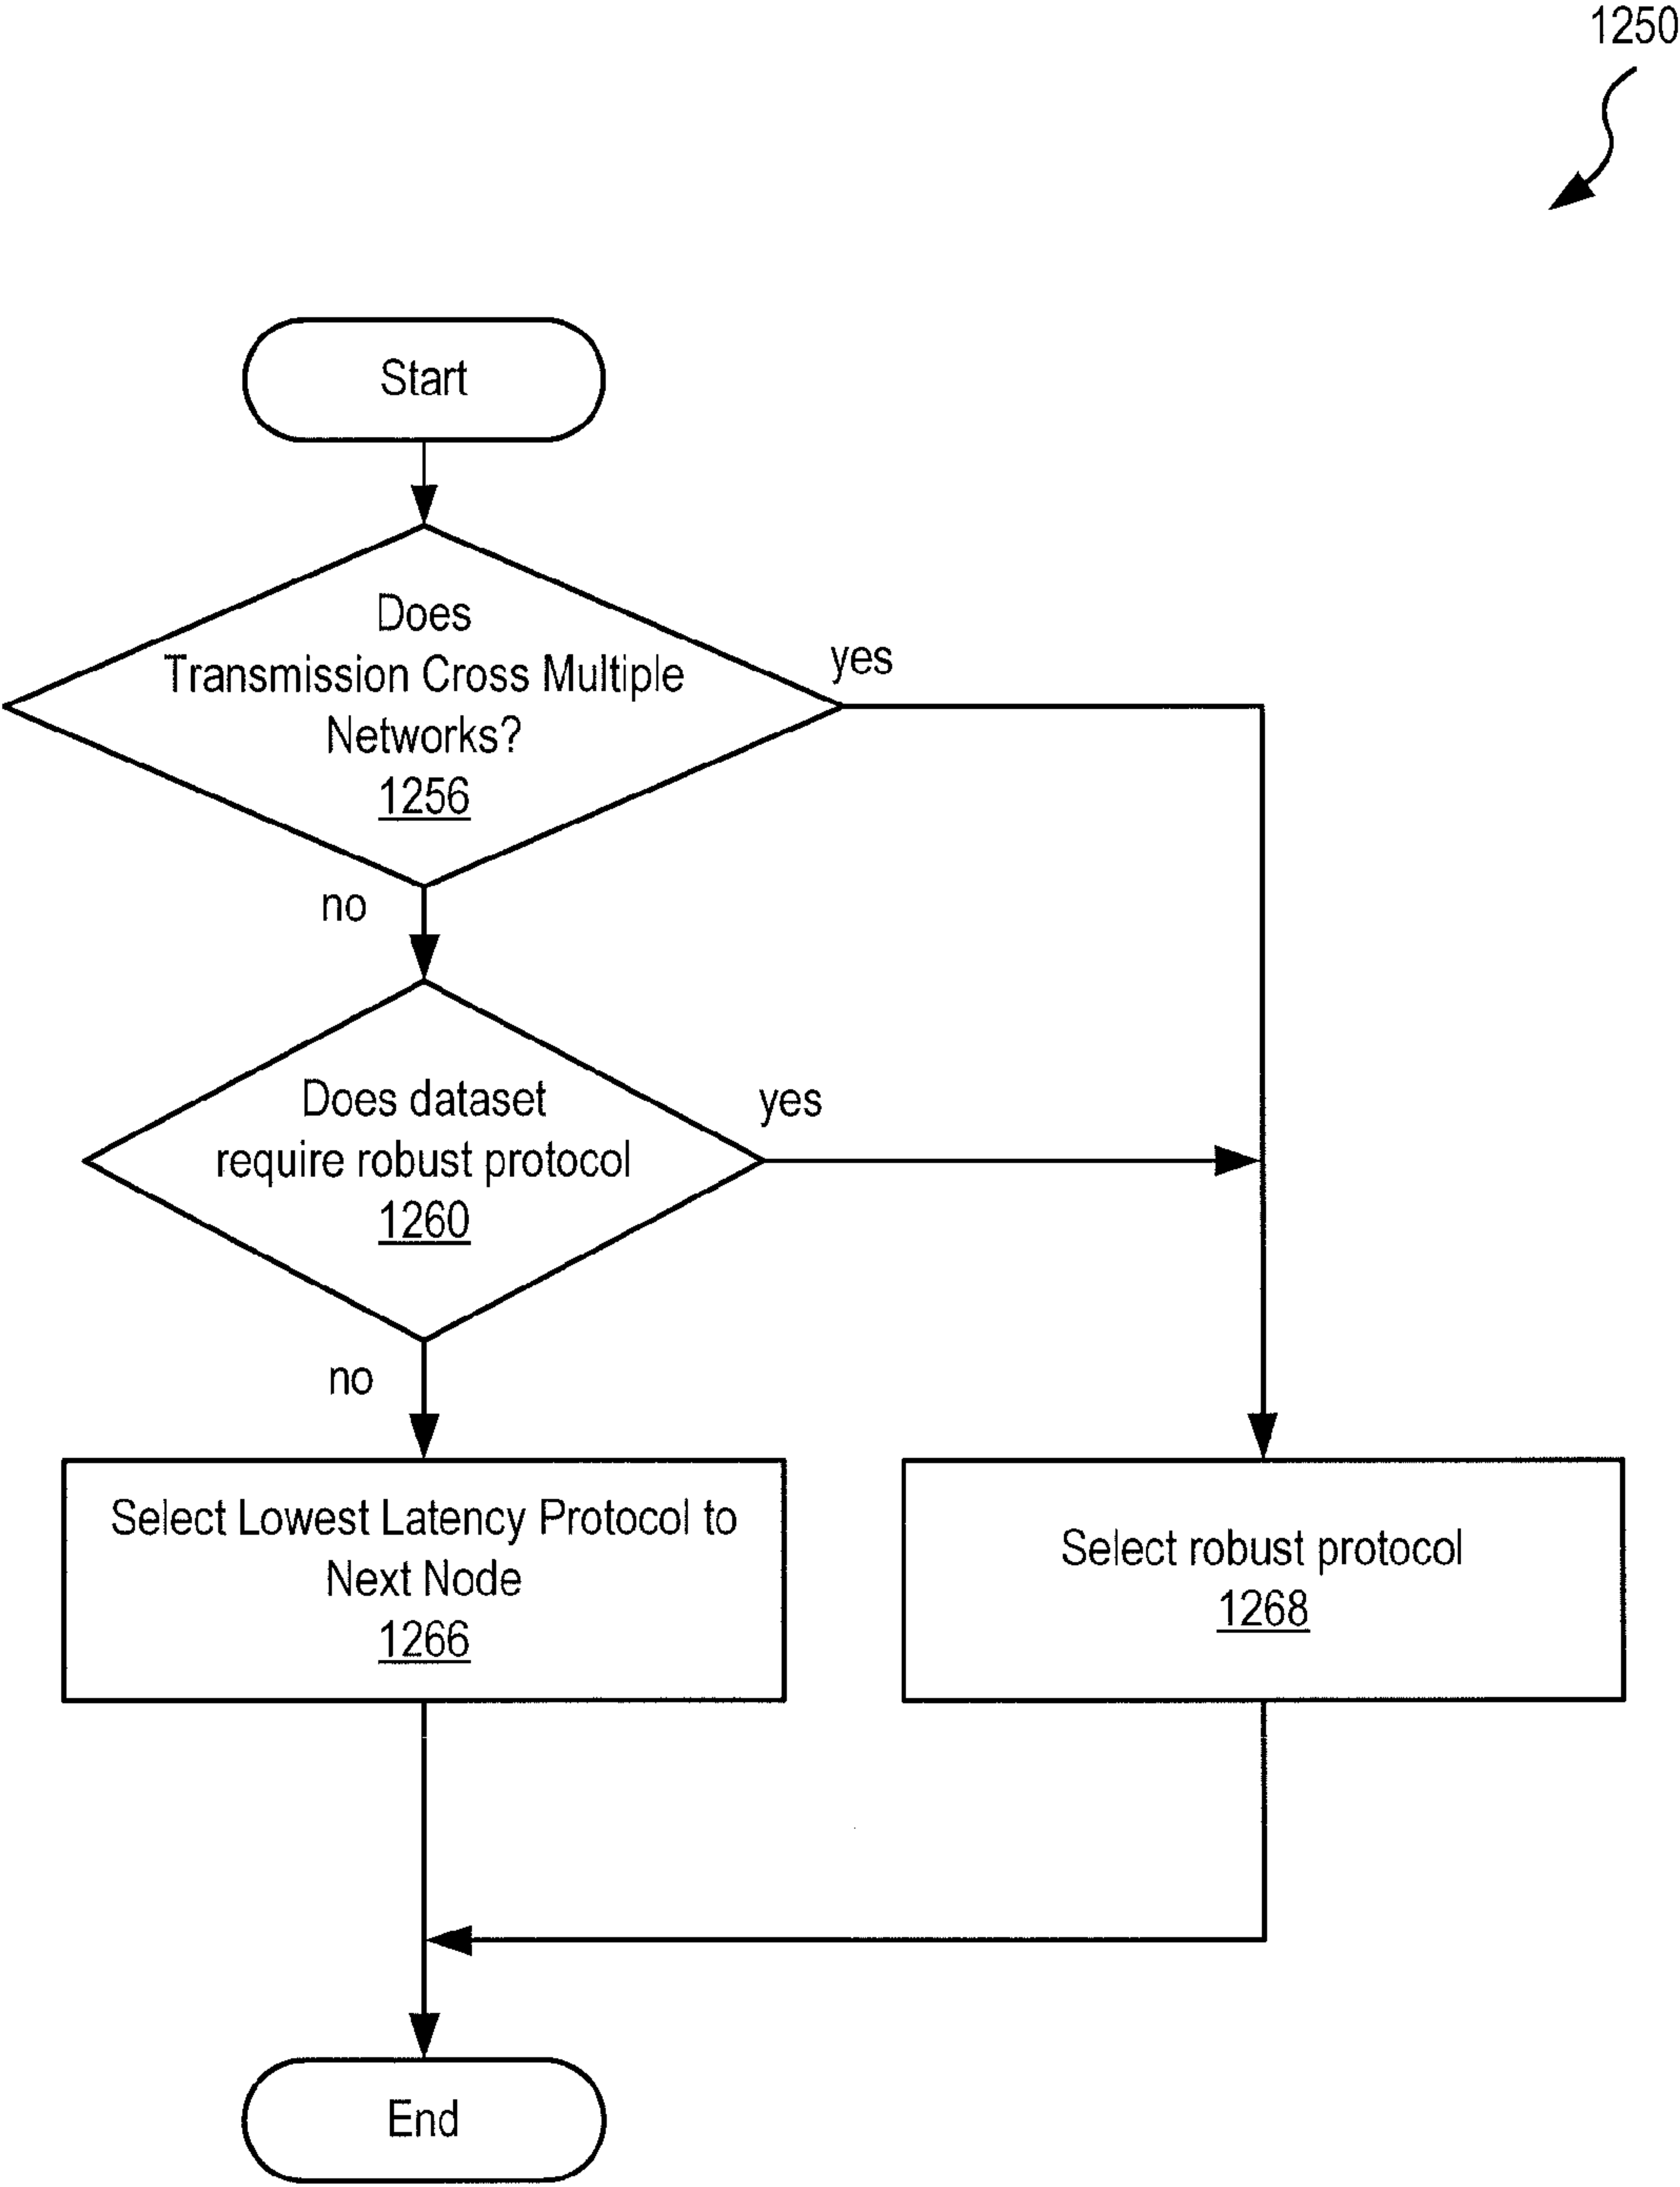 1250
Start
Does
Transmission Cross Multiple
Networks?
1256
yes
no
Does dataset
require robust protocol
1260
yes
no
Select Lowest Latency Protocol to
Next Node
1266
Select robust protocol
1268
End